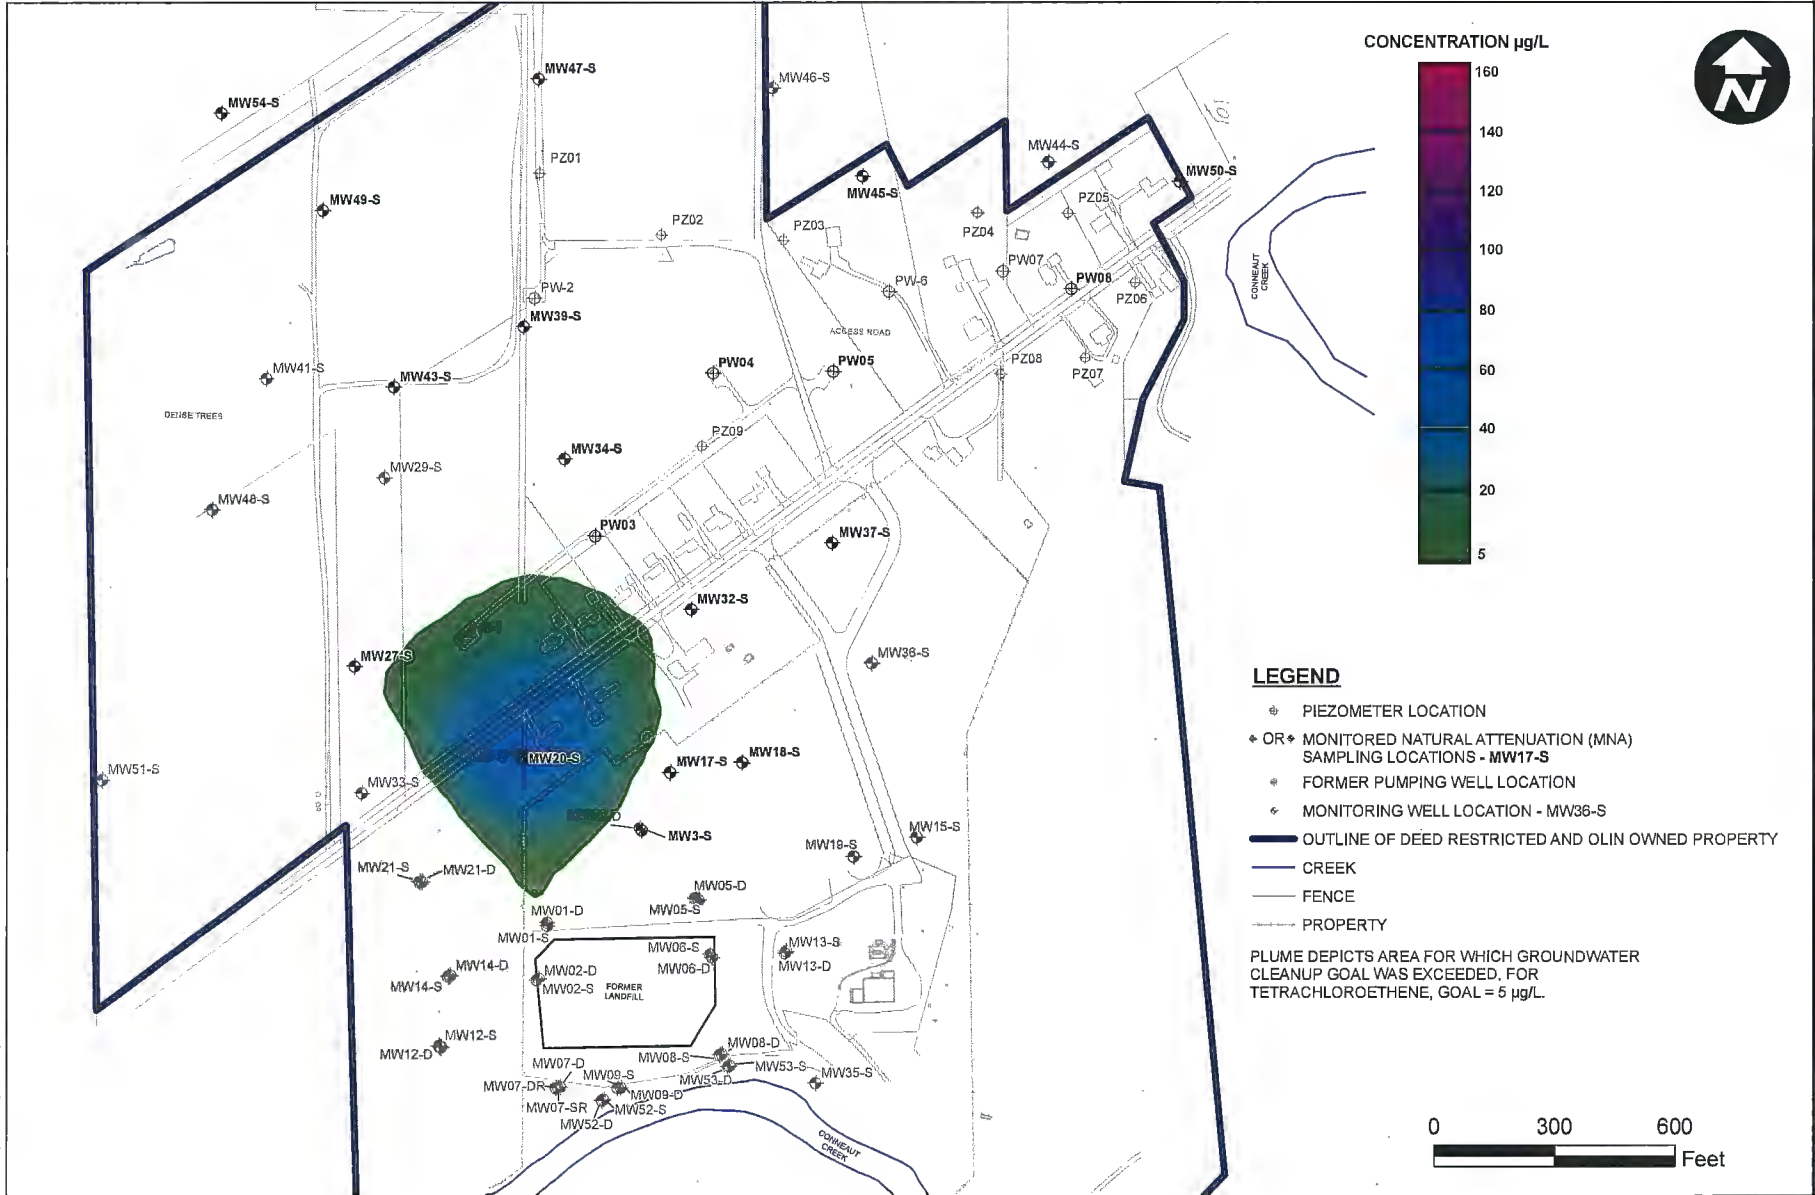 CONCENTRATION µg/L
160
140
120
100
80
60
40
20
5
N
MW47-S
MW46-S
MW54-S
MW44-S
PZ01
MW45-S
MW50-S
MW49-S
PZ05
PZ02
PZ03
PZ04
CONNEAUT
CREEK
PW07
PW-2
PW-6
PW08
PZ06
MW39-S
ACCESS ROAD
PW04
PW05
PZ08
PZ07
MW41-S
MW43-S
DENSE TREES
PZ09
MW34-S
MW29-S
MW48-S
PW03
MW37-S
MW32-S
MW27-S
MW36-S
MW20-S
MW17-S
MW18-S
MW51-S
MW33-S
MW3-S
MW15-S
MW19-S
MW21-S
MW21-D
MW05-D
MW05-S
MW01-D
MW01-S
MW06-S
MW06-D
MW13-S
MW13-D
MW14-D
MW14-S
MW02-D
MW02-S
FORMER
LANDFILL
MW12-S
MW12-D
MW08-D
MW08-S
MW53-S
MW53-D
MW35-S
MW07-D
MW07-DR
MW07-SR
MW09-S
MW09-D
MW52-S
MW52-D
CONNEAUT
CREEK
LEGEND
PIEZOMETER LOCATION
OR MONITORED NATURAL ATTENUATION (MNA)
SAMPLING LOCATIONS - MW17-S
FORMER PUMPING WELL LOCATION
MONITORING WELL LOCATION - MW36-S
OUTLINE OF DEED RESTRICTED AND OLIN OWNED PROPERTY
CREEK
FENCE
PROPERTY
PLUME DEPICTS AREA FOR WHICH GROUNDWATER
CLEANUP GOAL WAS EXCEEDED. FOR
TETRACHLOROETHENE, GOAL = 5 µg/L.
0 300 600
Feet